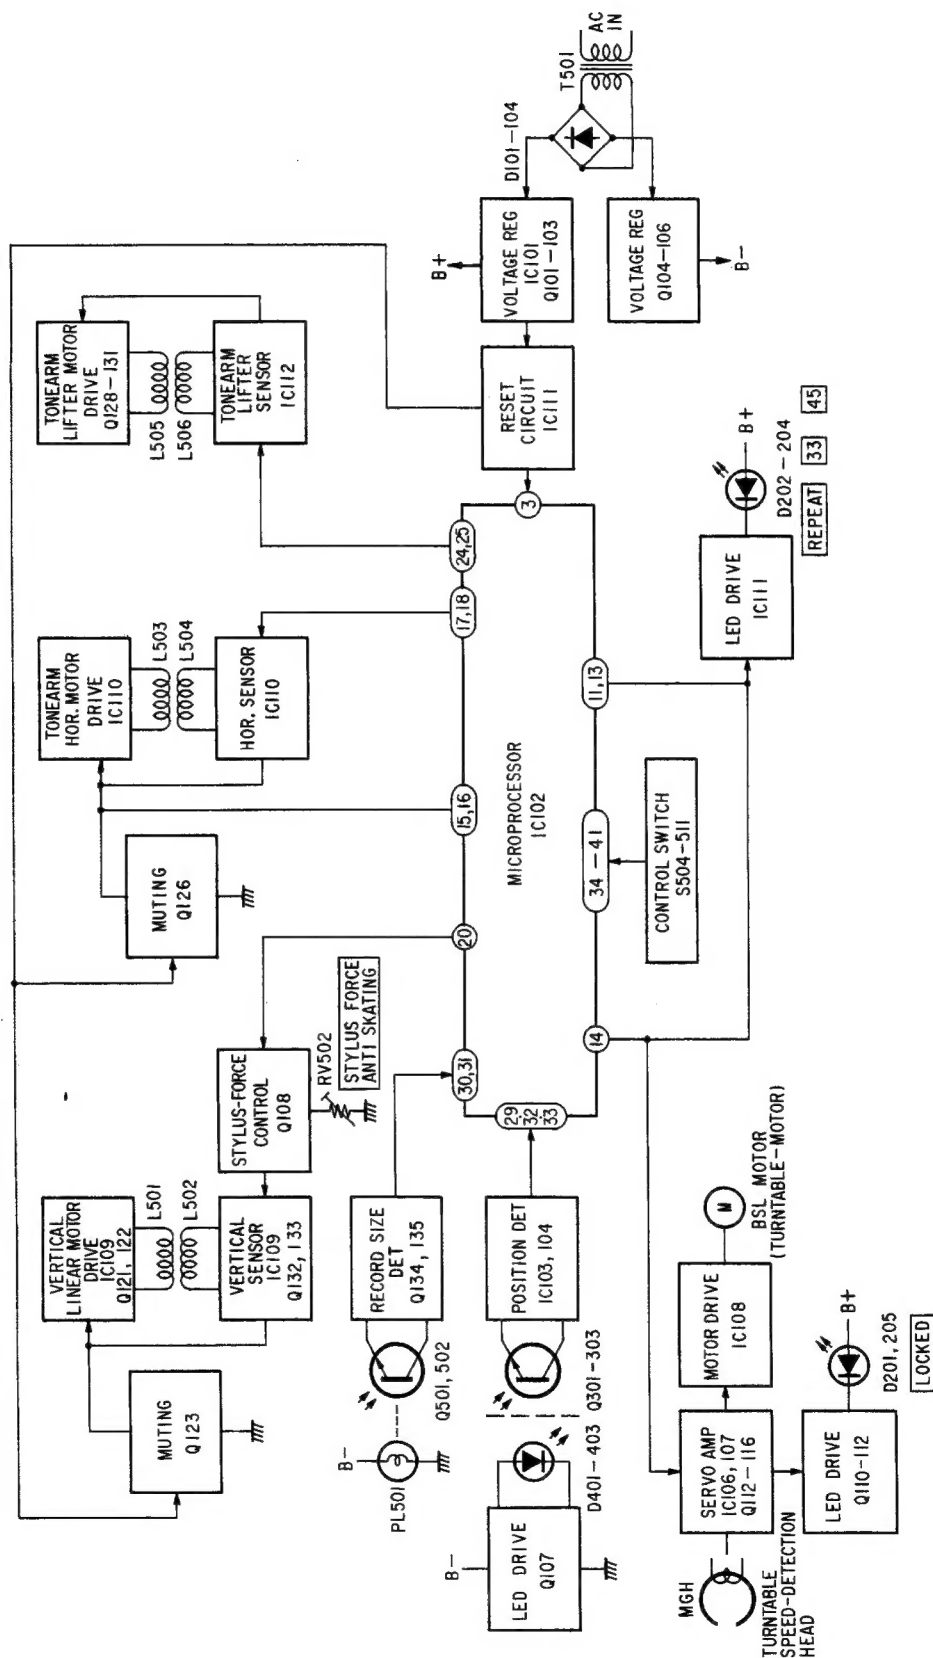 VERTICAL
LINEAR MOTOR
DRIVE
IC109
Q121, 122
L501
L502
VERTICAL
SENSOR
IC109
Q132, 133
MUTING
Q123
STYLUS-FORCE
CONTROL
Q108
RV502
STYLUS FORCE
ANTI SKATING
MUTING
Q126
TONEARM
HOR. MOTOR
DRIVE
IC110
L503
L504
HOR. SENSOR
IC110
TONEARM
LIFTER MOTOR
DRIVE
Q128-131
L505
L506
TONEARM
LIFTER
SENSOR
IC112
B-
PL501
Q501, 502
RECORD SIZE
DET
Q134, 135
30,31
20
15,16
17,18
24,25
B-
LED DRIVE
Q107
D401-403
Q301-303
POSITION DET
IC103, 104
29
32
33
MICROPROCESSOR
IC102
3
RESET
CIRCUIT
IC111
B+
VOLTAGE REG
IC101
Q101-103
D101-104
T501
AC
IN
VOLTAGE REG
Q104-106
B-
14
34-41
11,13
CONTROL SWITCH
S504-511
LED DRIVE
IC111
B+
D202-204
REPEAT
33
45
MGH
TURNTABLE
SPEED-DETECTION
HEAD
SERVO AMP
IC106, 107
Q112-116
MOTOR DRIVE
IC108
M
BSL MOTOR
(TURNTABLE-MOTOR)
LED DRIVE
Q110-112
B+
D201, 205
LOCKED